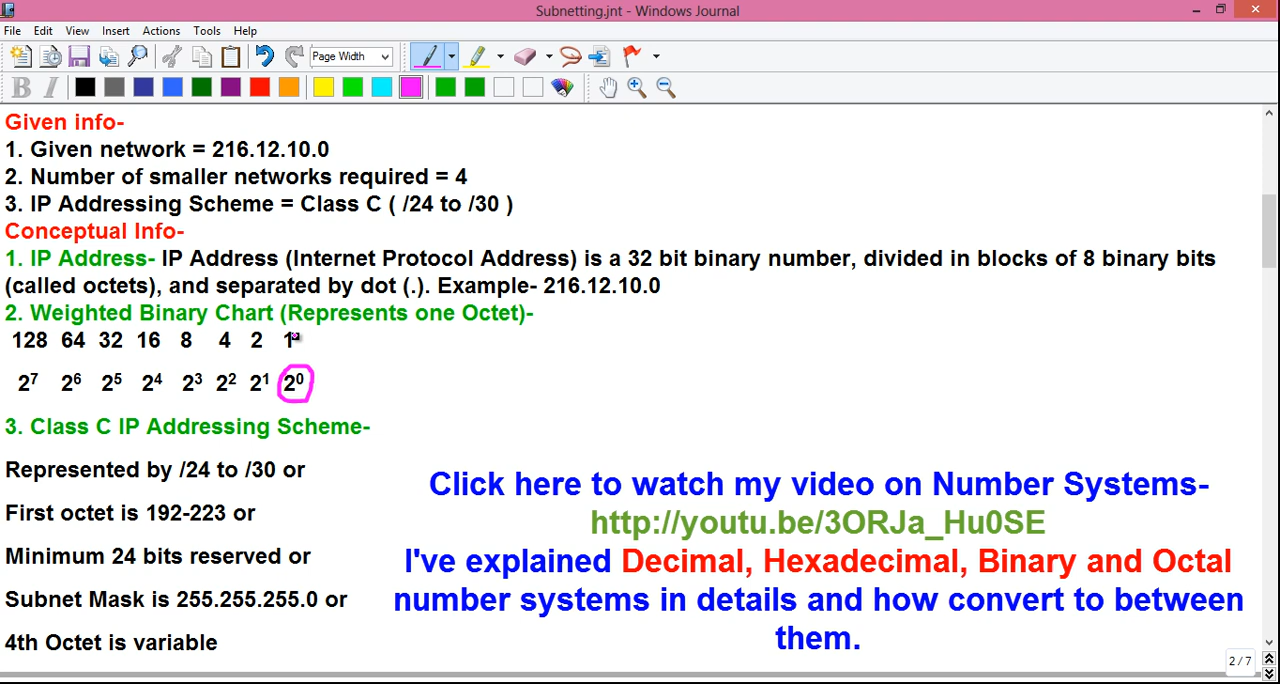 Subnetting.jnt - Windows Journal
File Edit View Insert Actions Tools Help
Page Width
B I
Given info-
1. Given network = 216.12.10.0
2. Number of smaller networks required = 4
3. IP Addressing Scheme = Class C ( /24 to /30 )
Conceptual Info-
1. IP Address- IP Address (Internet Protocol Address) is a 32 bit binary number, divided in blocks of 8 binary bits
(called octets), and separated by dot (.). Example- 216.12.10.0
2. Weighted Binary Chart (Represents one Octet)-
128 64 32 16 8 4 2 1
2⁷ 2⁶ 2⁵ 2⁴ 2³ 2² 2¹ 2⁰
3. Class C IP Addressing Scheme-
Represented by /24 to /30 or
First octet is 192-223 or
Minimum 24 bits reserved or
Subnet Mask is 255.255.255.0 or
4th Octet is variable
Click here to watch my video on Number Systems-
http://youtu.be/3ORJa_Hu0SE
I've explained Decimal, Hexadecimal, Binary and Octal
number systems in details and how convert to between
them.
2/7